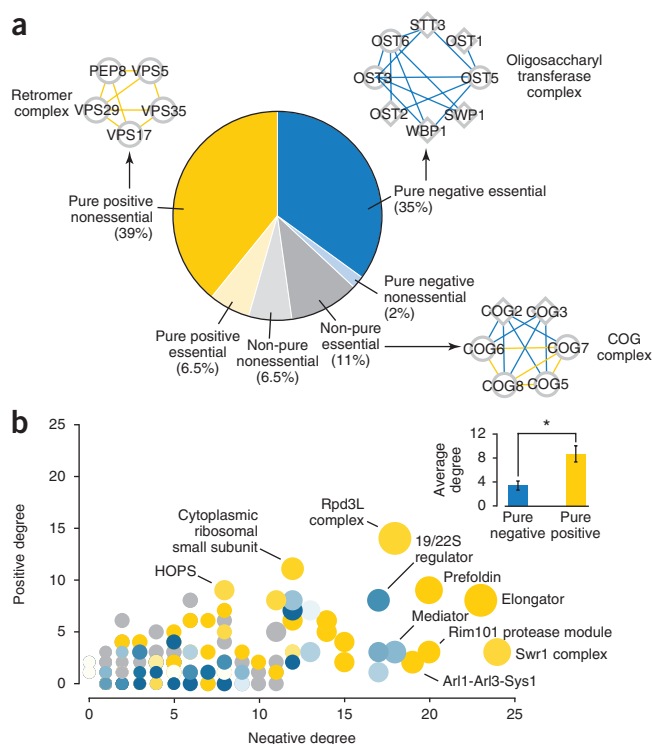 a
Retromer
complex
PEP8 VPS5
VPS29 VPS35
VPS17
STT3
OST6 OST1
OST3 OST5
OST2 SWP1
WBP1
Oligosaccharyl
transferase
complex
Pure positive
nonessential
(39%)
Pure negative essential
(35%)
Pure negative
nonessential
(2%)
Pure positive
essential
(6.5%)
Non-pure
nonessential
(6.5%)
Non-pure
essential
(11%)
COG2 COG3
COG6 COG7
COG8 COG5
COG
complex
b
25
20
15
10
5
0
Positive degree
0 5 10 15 20 25
Negative degree
HOPS
Cytoplasmic
ribosomal
small subunit
Rpd3L
complex
19/22S
regulator
Prefoldin
Elongator
Mediator
Rim101 protease module
Swr1 complex
Arl1-Arl3-Sys1
Average
degree
12
8
4
0
*
Pure
negative
Pure
positive